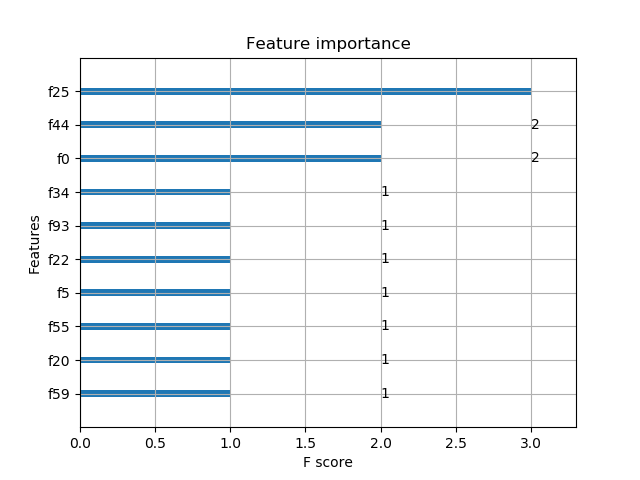 Feature importance
Features
f25
f44 2
f0 2
f34 1
f93 1
f22 1
f5 1
f55 1
f20 1
f59 1
0.0 0.5 1.0 1.5 2.0 2.5 3.0
F score